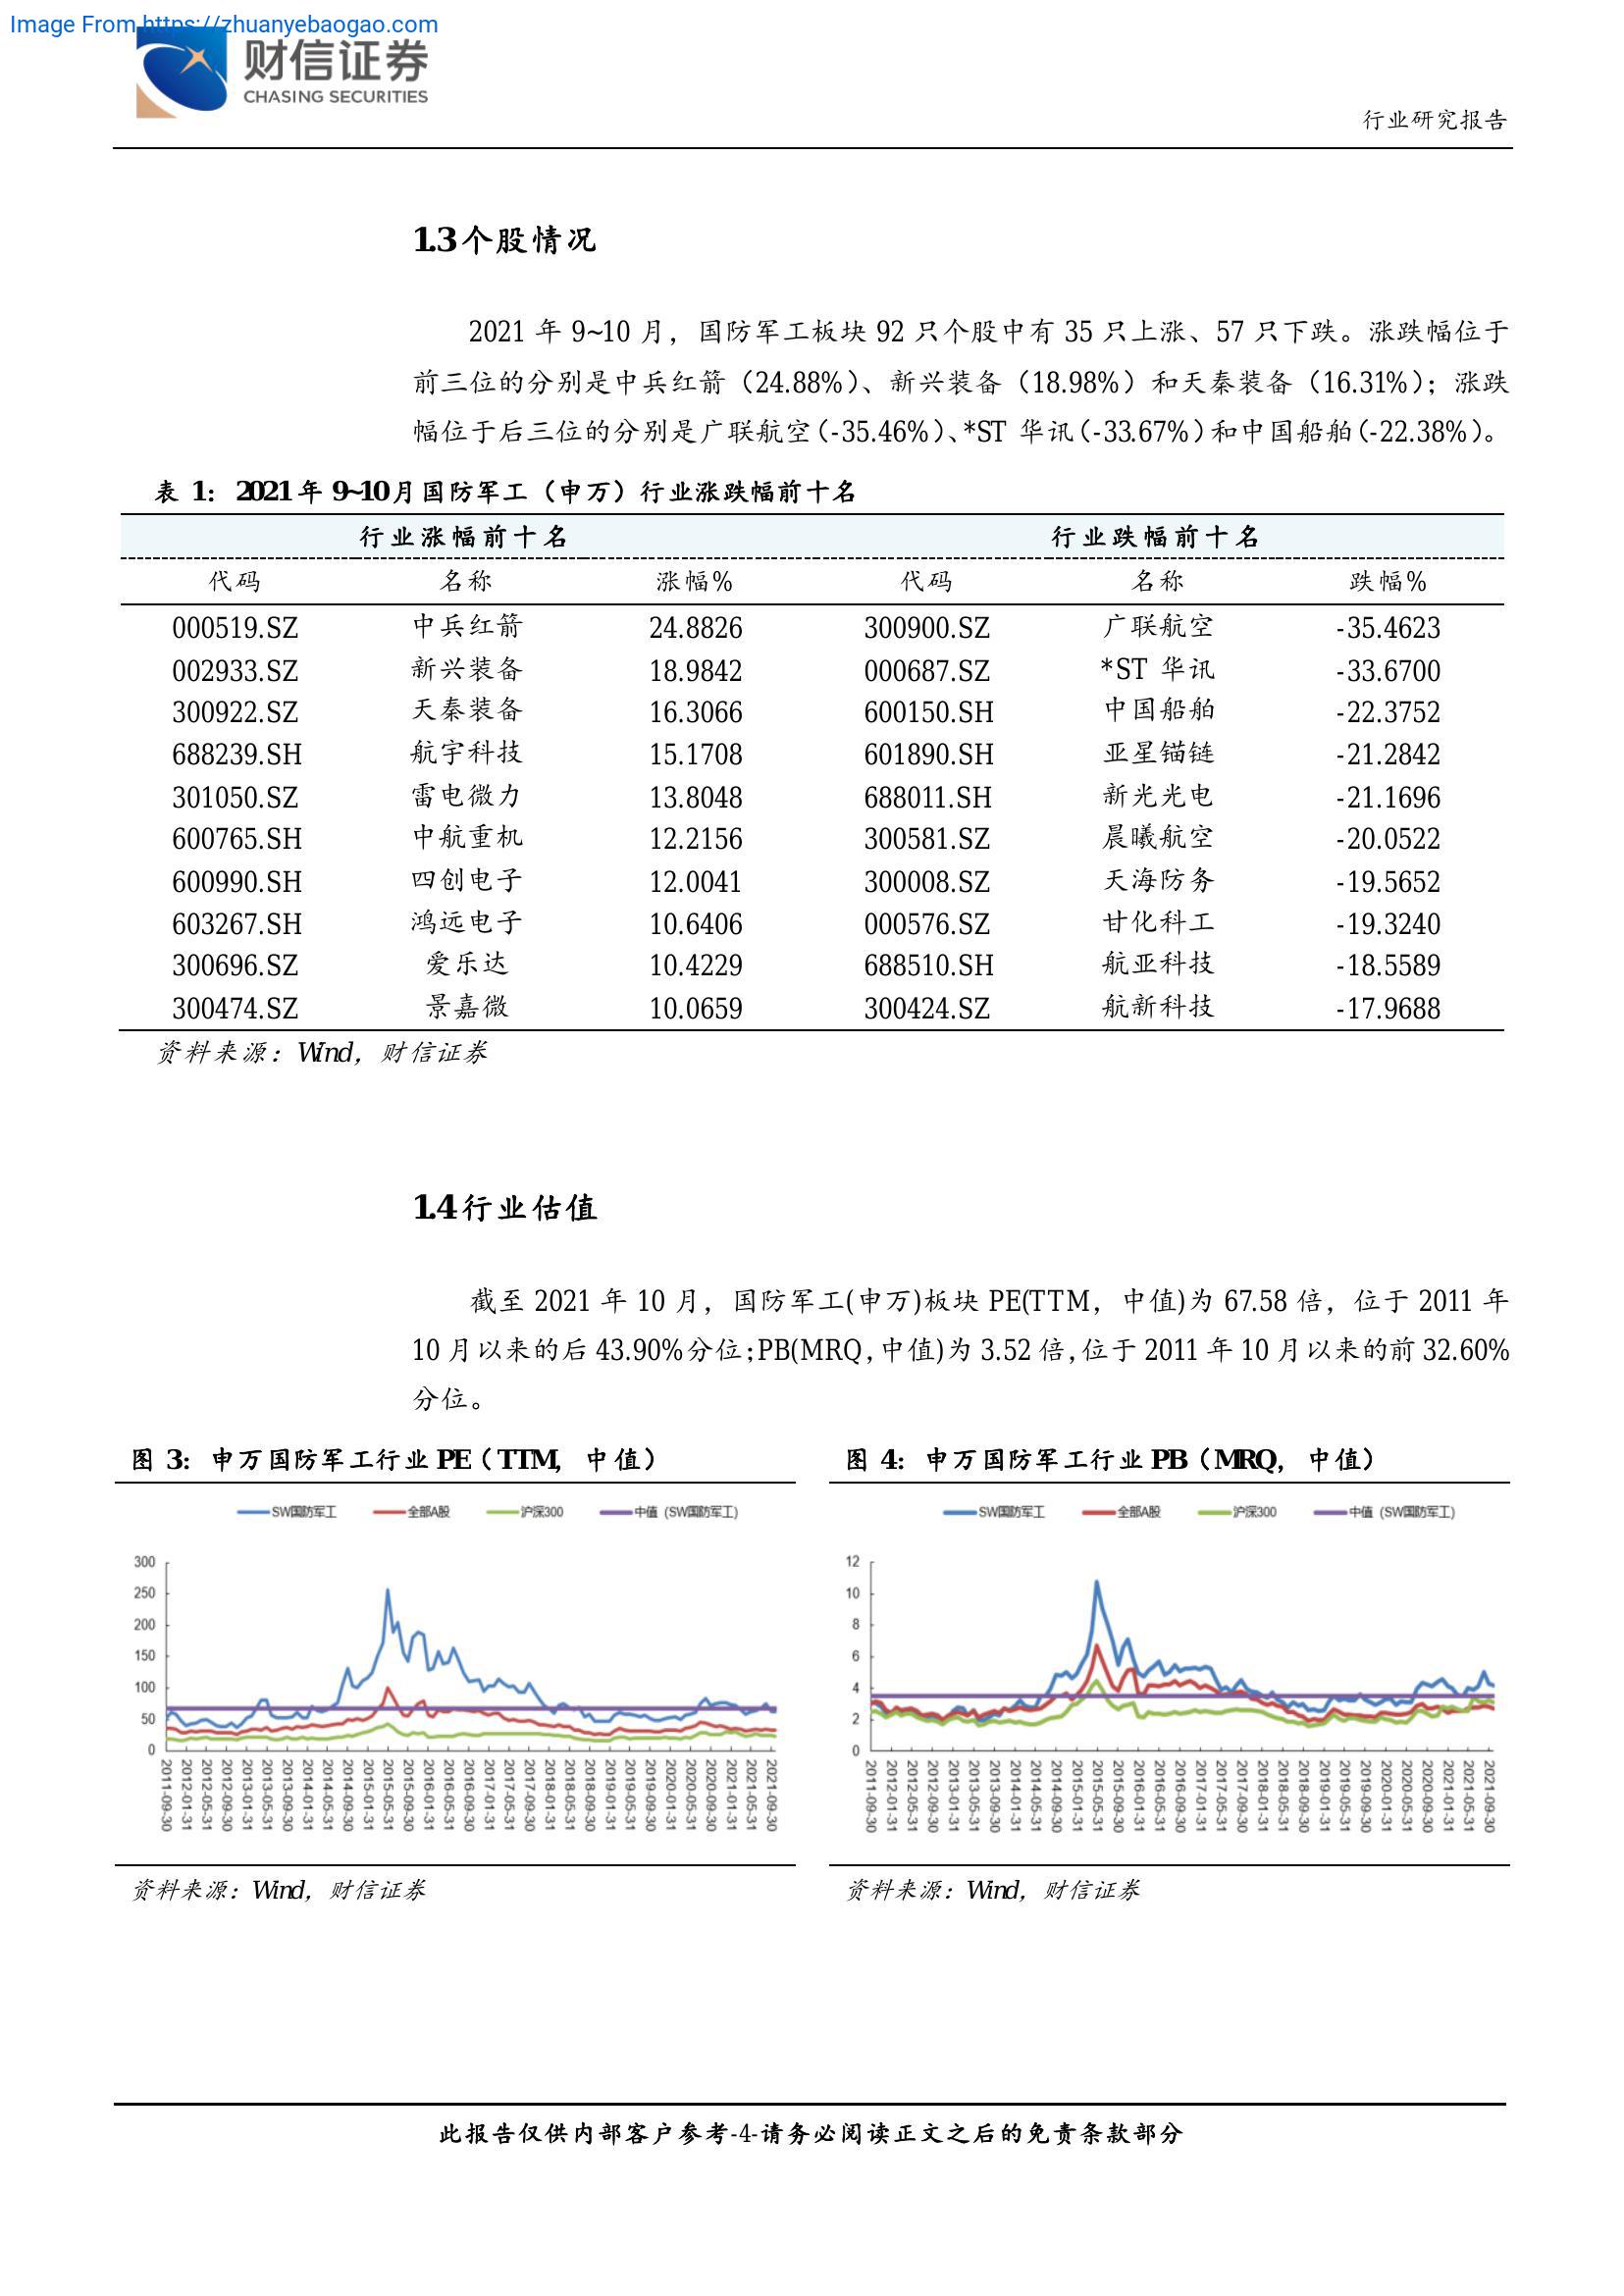 Image From https://zhuanyebaogao.com
财信证券
CHASING SECURITIES
行业研究报告
1.3 个股情况
2021 年 9~10 月，国防军工板块 92 只个股中有 35 只上涨、57 只下跌。涨跌幅位于
前三位的分别是中兵红箭（24.88%）、新兴装备（18.98%）和天秦装备（16.31%）；涨跌
幅位于后三位的分别是广联航空（-35.46%）、*ST 华讯（-33.67%）和中国船舶（-22.38%）。
表 1：2021 年 9~10 月国防军工（申万）行业涨跌幅前十名
行业涨幅前十名 行业跌幅前十名
代码 名称 涨幅% 代码 名称 跌幅%
000519.SZ 中兵红箭 24.8826 300900.SZ 广联航空 -35.4623
002933.SZ 新兴装备 18.9842 000687.SZ *ST 华讯 -33.6700
300922.SZ 天秦装备 16.3066 600150.SH 中国船舶 -22.3752
688239.SH 航宇科技 15.1708 601890.SH 亚星锚链 -21.2842
301050.SZ 雷电微力 13.8048 688011.SH 新光光电 -21.1696
600765.SH 中航重机 12.2156 300581.SZ 晨曦航空 -20.0522
600990.SH 四创电子 12.0041 300008.SZ 天海防务 -19.5652
603267.SH 鸿远电子 10.6406 000576.SZ 甘化科工 -19.3240
300696.SZ 爱乐达 10.4229 688510.SH 航亚科技 -18.5589
300474.SZ 景嘉微 10.0659 300424.SZ 航新科技 -17.9688
资料来源：Wind，财信证券
1.4 行业估值
截至 2021 年 10 月，国防军工(申万)板块 PE(TTM，中值)为 67.58 倍，位于 2011 年
10 月以来的后 43.90%分位；PB(MRQ，中值)为 3.52 倍，位于 2011 年 10 月以来的前 32.60%
分位。
图 3：申万国防军工行业 PE（TTM，中值）
SW国防军工 全部A股 沪深300 中值（SW国防军工）
300
250
200
150
100
50
0
2011-09-30
2012-01-31
2012-05-31
2012-09-30
2013-01-31
2013-05-31
2013-09-30
2014-01-31
2014-05-31
2014-09-30
2015-01-31
2015-05-31
2015-09-30
2016-01-31
2016-05-31
2016-09-30
2017-01-31
2017-05-31
2017-09-30
2018-01-31
2018-05-31
2018-09-30
2019-01-31
2019-05-31
2019-09-30
2020-01-31
2020-05-31
2020-09-30
2021-01-31
2021-05-31
2021-09-30
资料来源：Wind，财信证券
图 4：申万国防军工行业 PB（MRQ，中值）
SW国防军工 全部A股 沪深300 中值（SW国防军工）
12
10
8
6
4
2
0
2011-09-30
2012-01-31
2012-05-31
2012-09-30
2013-01-31
2013-05-31
2013-09-30
2014-01-31
2014-05-31
2014-09-30
2015-01-31
2015-05-31
2015-09-30
2016-01-31
2016-05-31
2016-09-30
2017-01-31
2017-05-31
2017-09-30
2018-01-31
2018-05-31
2018-09-30
2019-01-31
2019-05-31
2019-09-30
2020-01-31
2020-05-31
2020-09-30
2021-01-31
2021-05-31
2021-09-30
资料来源：Wind，财信证券
此报告仅供内部客户参考-4-请务必阅读正文之后的免责条款部分